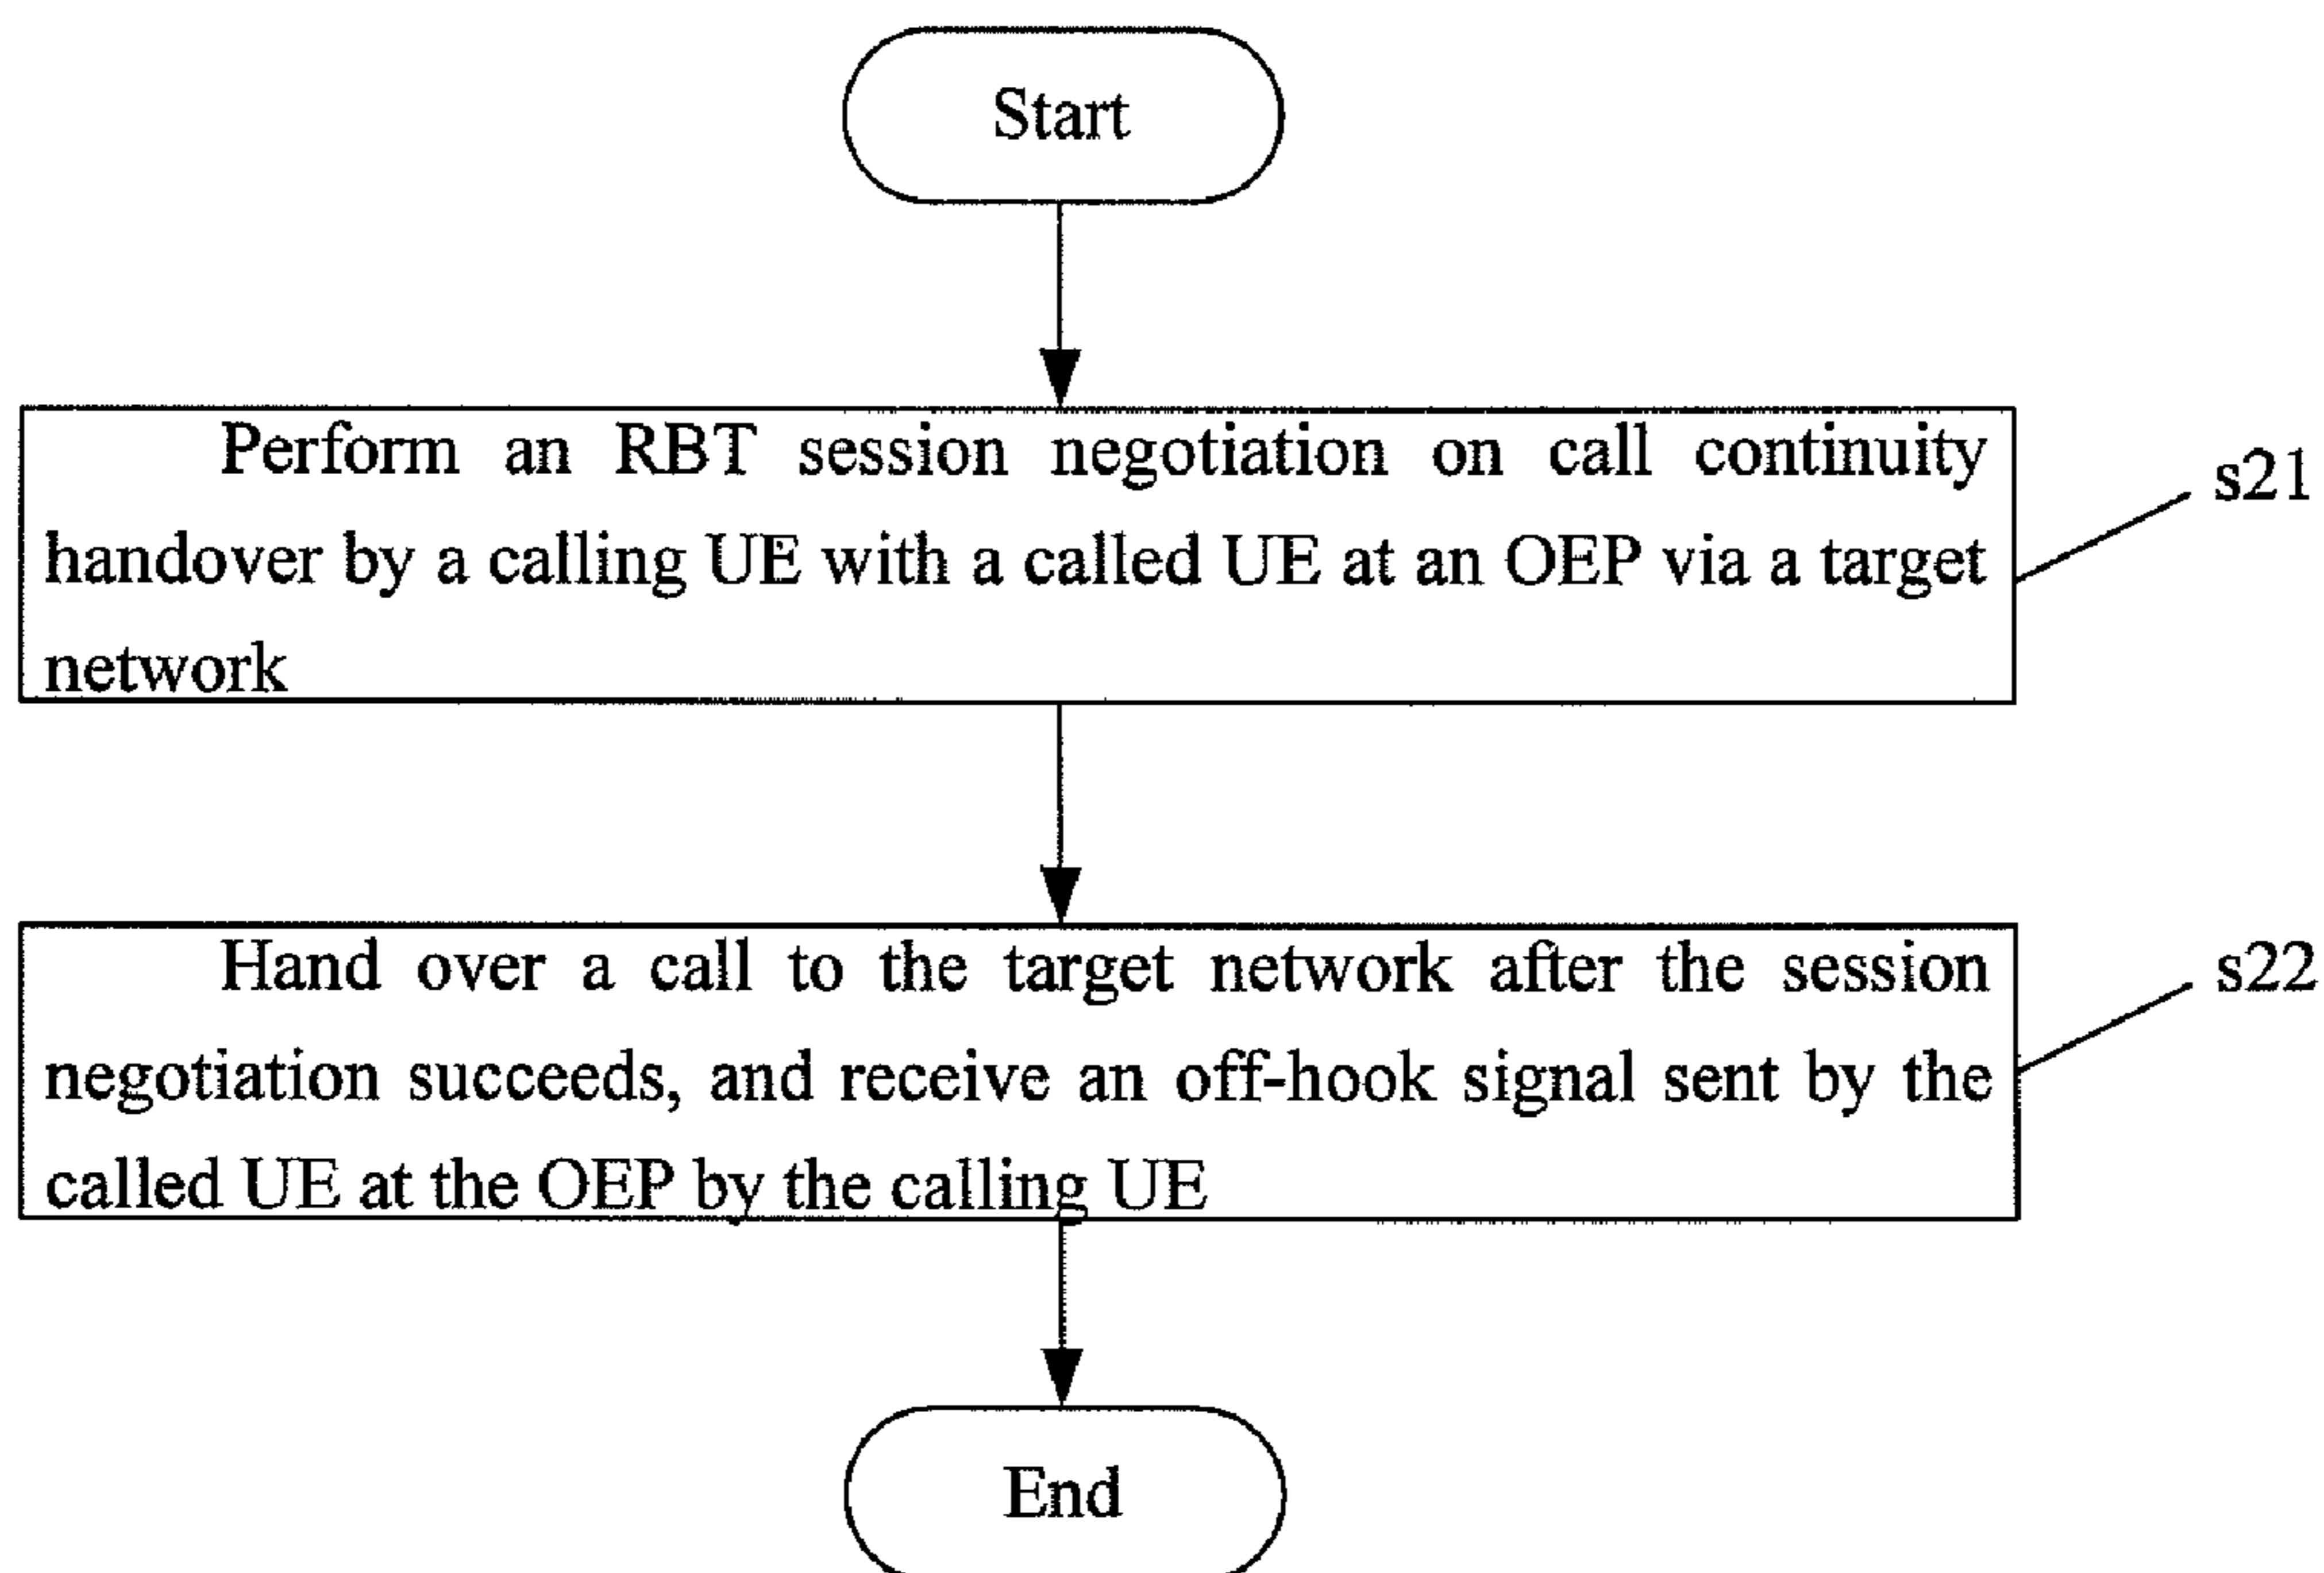 Start
Perform an RBT session negotiation on call continuity
handover by a calling UE with a called UE at an OEP via a target
network
s21
Hand over a call to the target network after the session
negotiation succeeds, and receive an off-hook signal sent by the
called UE at the OEP by the calling UE
s22
End